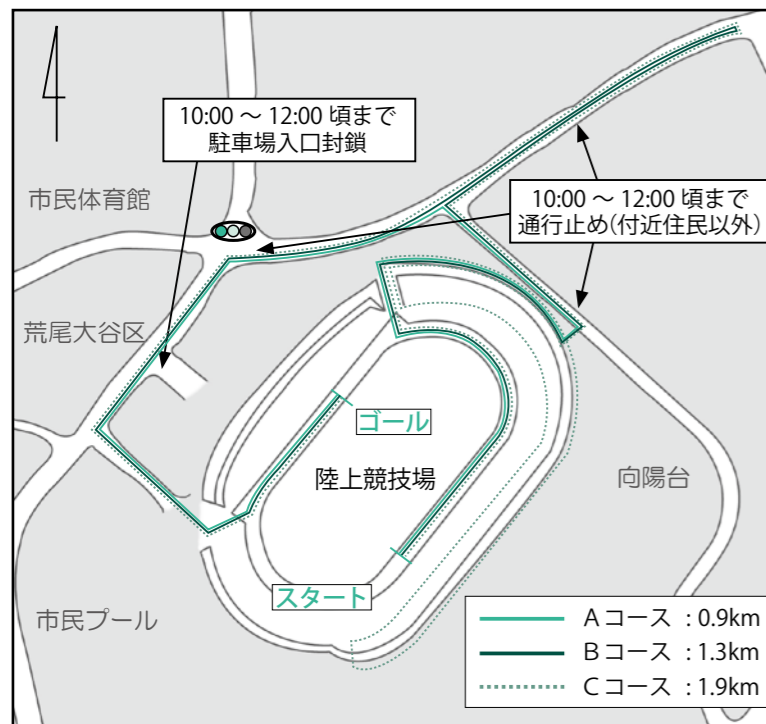 10:00 ～ 12:00 頃まで
駐車場入口封鎖
市民体育館
10:00 ～ 12:00 頃まで
通行止め(付近住民以外)
荒尾大谷区
ゴール
陸上競技場
向陽台
スタート
市民プール
Aコース : 0.9km
Bコース : 1.3km
Cコース : 1.9km